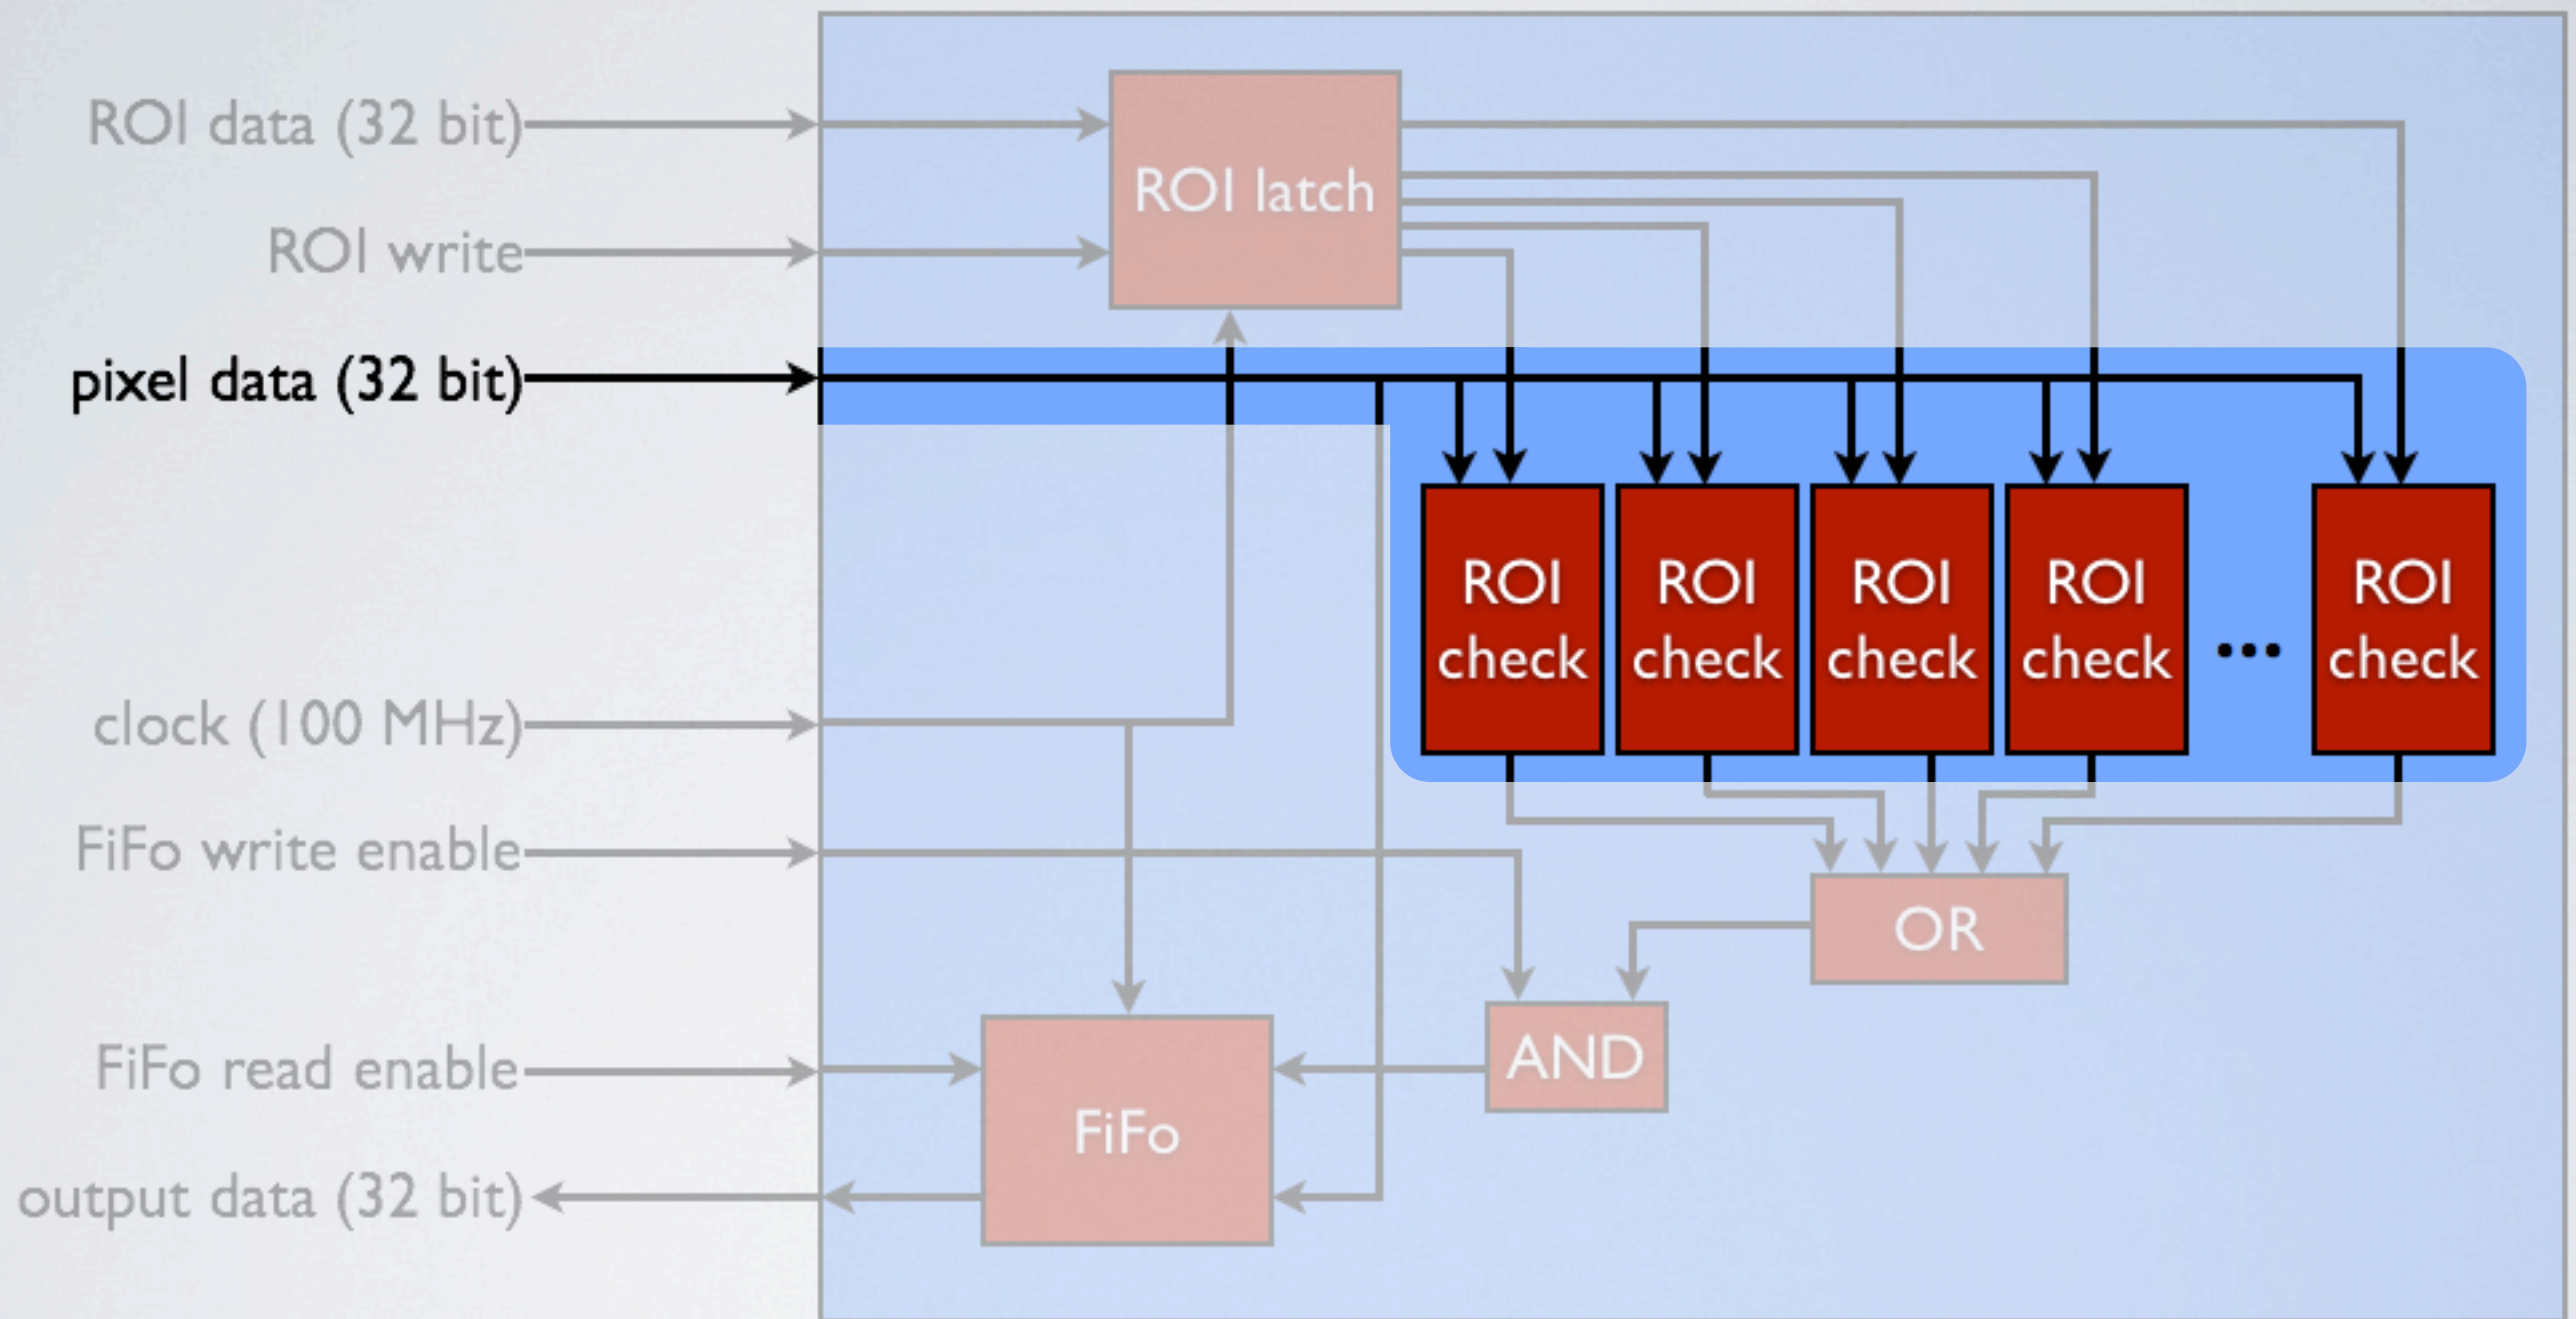 ROI data (32 bit)
ROI latch
ROI write
pixel data (32 bit)
ROI
check
ROI
check
ROI
check
ROI
check
...
ROI
check
clock (100 MHz)
FiFo write enable
OR
AND
FiFo read enable
FiFo
output data (32 bit)